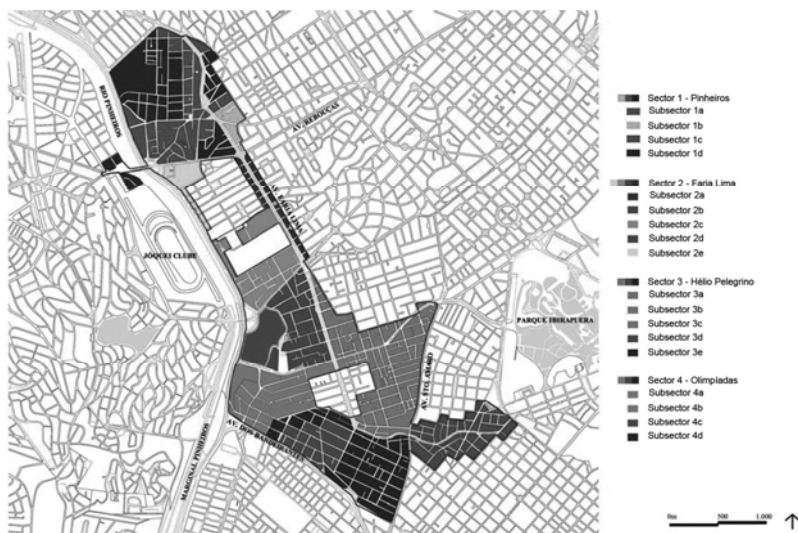 RIO PINHEIROS
AV. REBOUÇAS
AV. FARIA LIMA
JOQUEI CLUBE
PARQUE IBIRAPUERA
AV. STO. AMARO
AV. DOS BANDEIRANTES
MARGINAL PINHEIROS
Sector 1 - Pinheiros
Subsector 1a
Subsector 1b
Subsector 1c
Subsector 1d
Sector 2 - Faria Lima
Subsector 2a
Subsector 2b
Subsector 2c
Subsector 2d
Subsector 2e
Sector 3 - Hélio Pelegrino
Subsector 3a
Subsector 3b
Subsector 3c
Subsector 3d
Subsector 3e
Sector 4 - Olimpíadas
Subsector 4a
Subsector 4b
Subsector 4c
Subsector 4d
0m 500 1.000